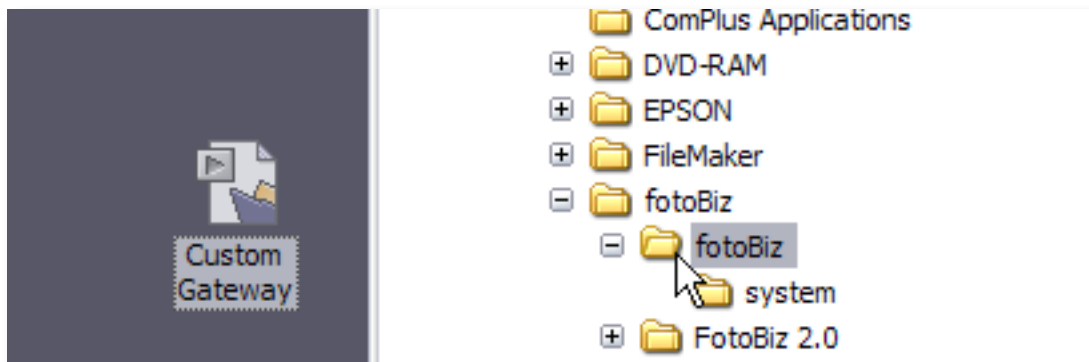 Custom
Gateway
ComPlus Applications
DVD-RAM
EPSON
FileMaker
fotoBiz
fotoBiz
system
FotoBiz 2.0